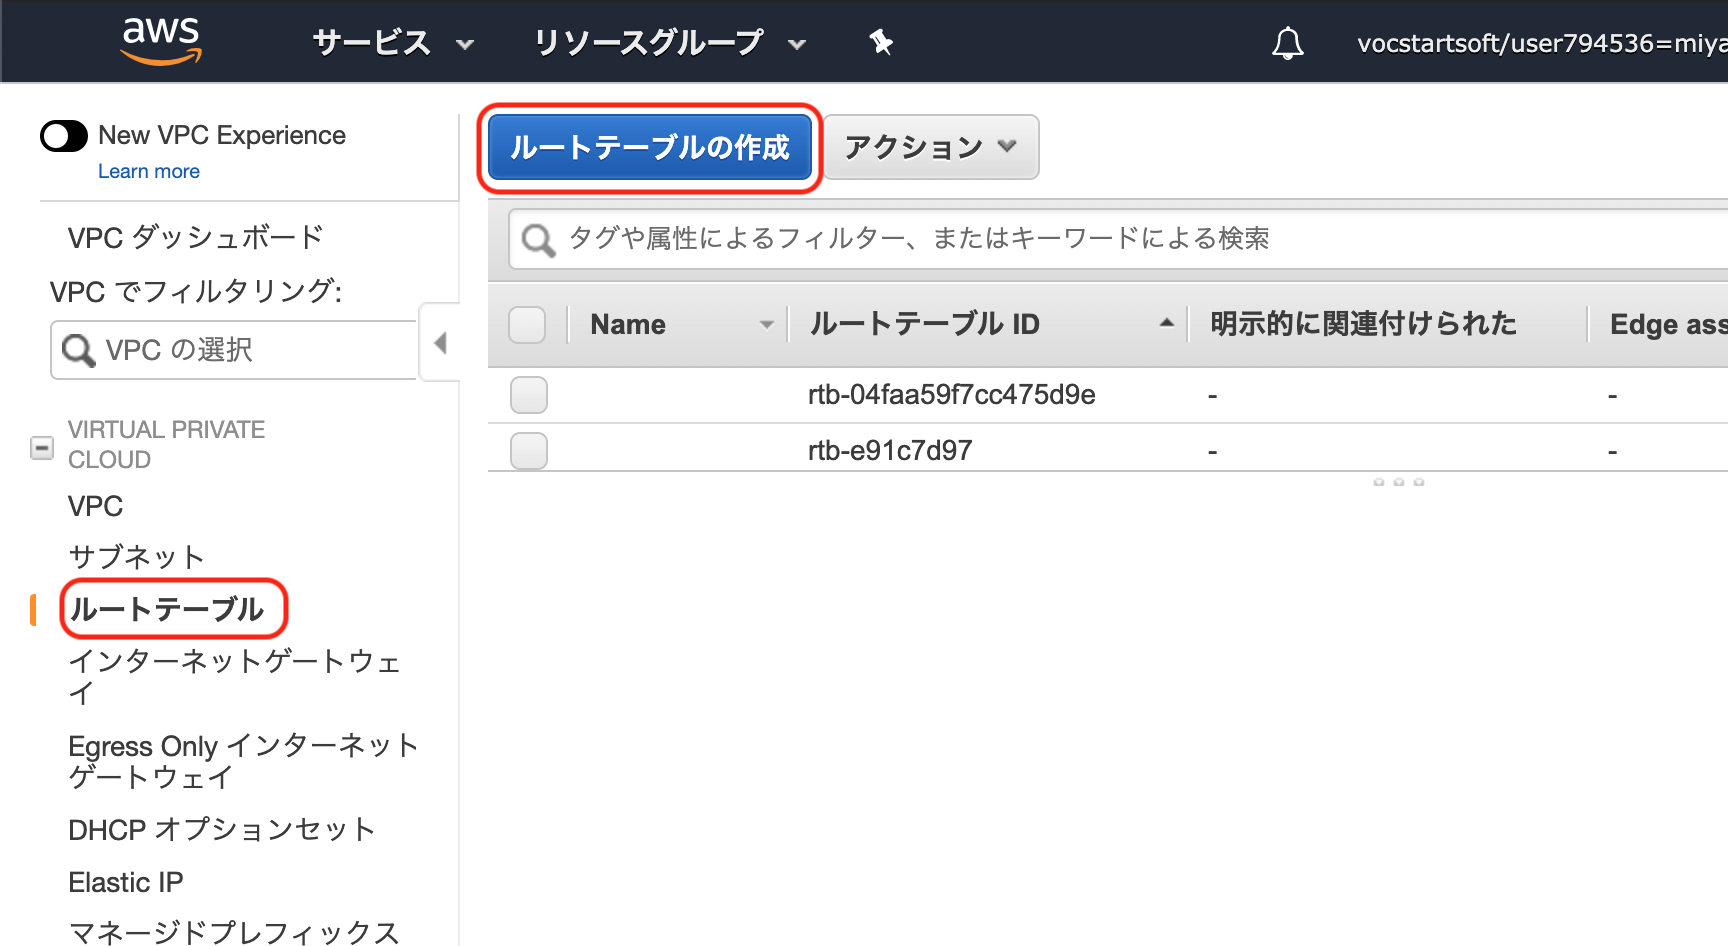 aws
サービス
リソースグループ
vocstartsoft/user794536=miya
New VPC Experience
Learn more
VPC ダッシュボード
VPC でフィルタリング:
VPC の選択
VIRTUAL PRIVATE
CLOUD
VPC
サブネット
ルートテーブル
インターネットゲートウェ
イ
Egress Only インターネット
ゲートウェイ
DHCP オプションセット
Elastic IP
マネージドプレフィックス
ルートテーブルの作成
アクション
タグや属性によるフィルター、またはキーワードによる検索
Name ルートテーブル ID 明示的に関連付けられた Edge ass
rtb-04faa59f7cc475d9e - -
rtb-e91c7d97 - -